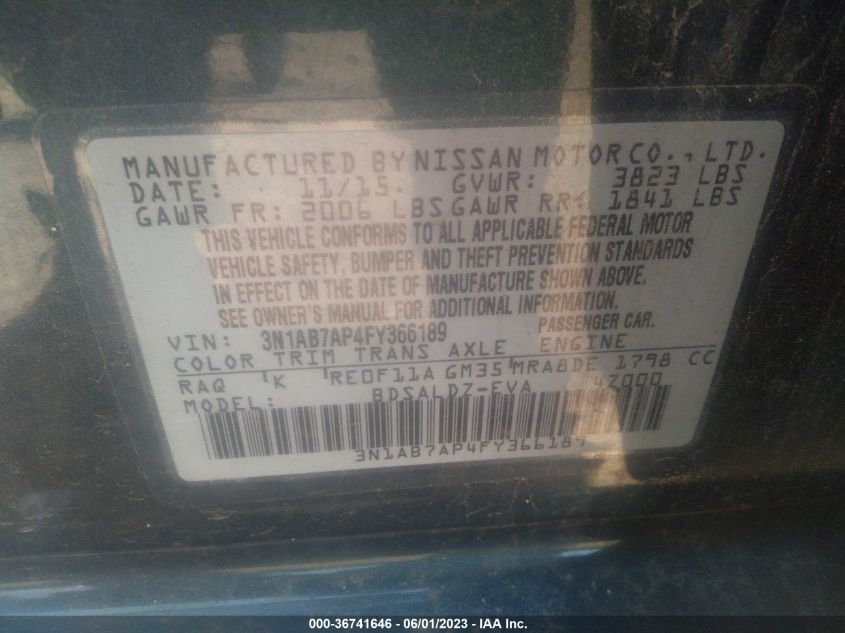 MANUFACTURED BY NISSAN MOTOR CO., LTD.
DATE: 11/15. GVWR: 3823 LBS
GAWR FR: 2006 LBS GAWR RR: 1841 LBS
THIS VEHICLE CONFORMS TO ALL APPLICABLE FEDERAL MOTOR
VEHICLE SAFETY, BUMPER AND THEFT PREVENTION STANDARDS
IN EFFECT ON THE DATE OF MANUFACTURE SHOWN ABOVE.
SEE OWNER'S MANUAL FOR ADDITIONAL INFORMATION.
VIN: 3N1AB7AP4FY366189 PASSENGER CAR.
COLOR TRIM TRANS AXLE ENGINE
RAQ K RE0F11A GM35 MRA8DE 1798 CC
MODEL: BDSALDZ-EVA 4Z000
3N1AB7AP4FY366189
000-36741646 - 06/01/2023 - IAA Inc.